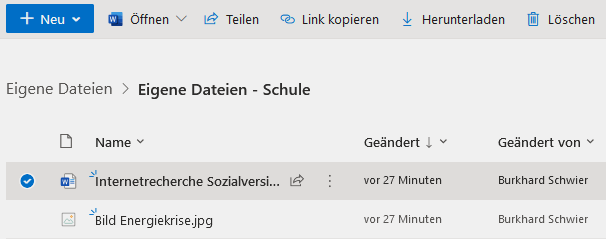 + Neu Öffnen Teilen Link kopieren Herunterladen Löschen
Eigene Dateien > Eigene Dateien - Schule
Name Geändert ↓ Geändert von
Internetrecherche Sozialversi... vor 27 Minuten Burkhard Schwier
Bild Energiekrise.jpg vor 27 Minuten Burkhard Schwier